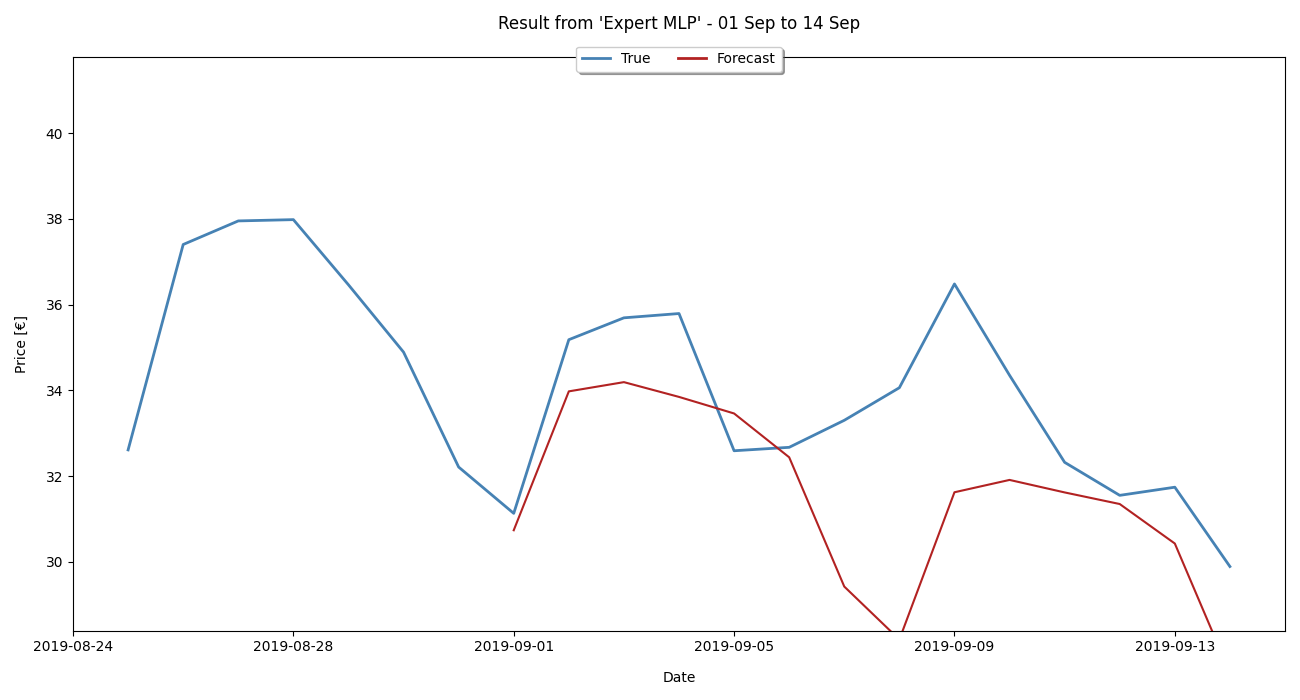 Result from 'Expert MLP' - 01 Sep to 14 Sep
True Forecast
40
38
36
34
32
30
Price [€]
2019-08-24 2019-08-28 2019-09-01 2019-09-05 2019-09-09 2019-09-13
Date